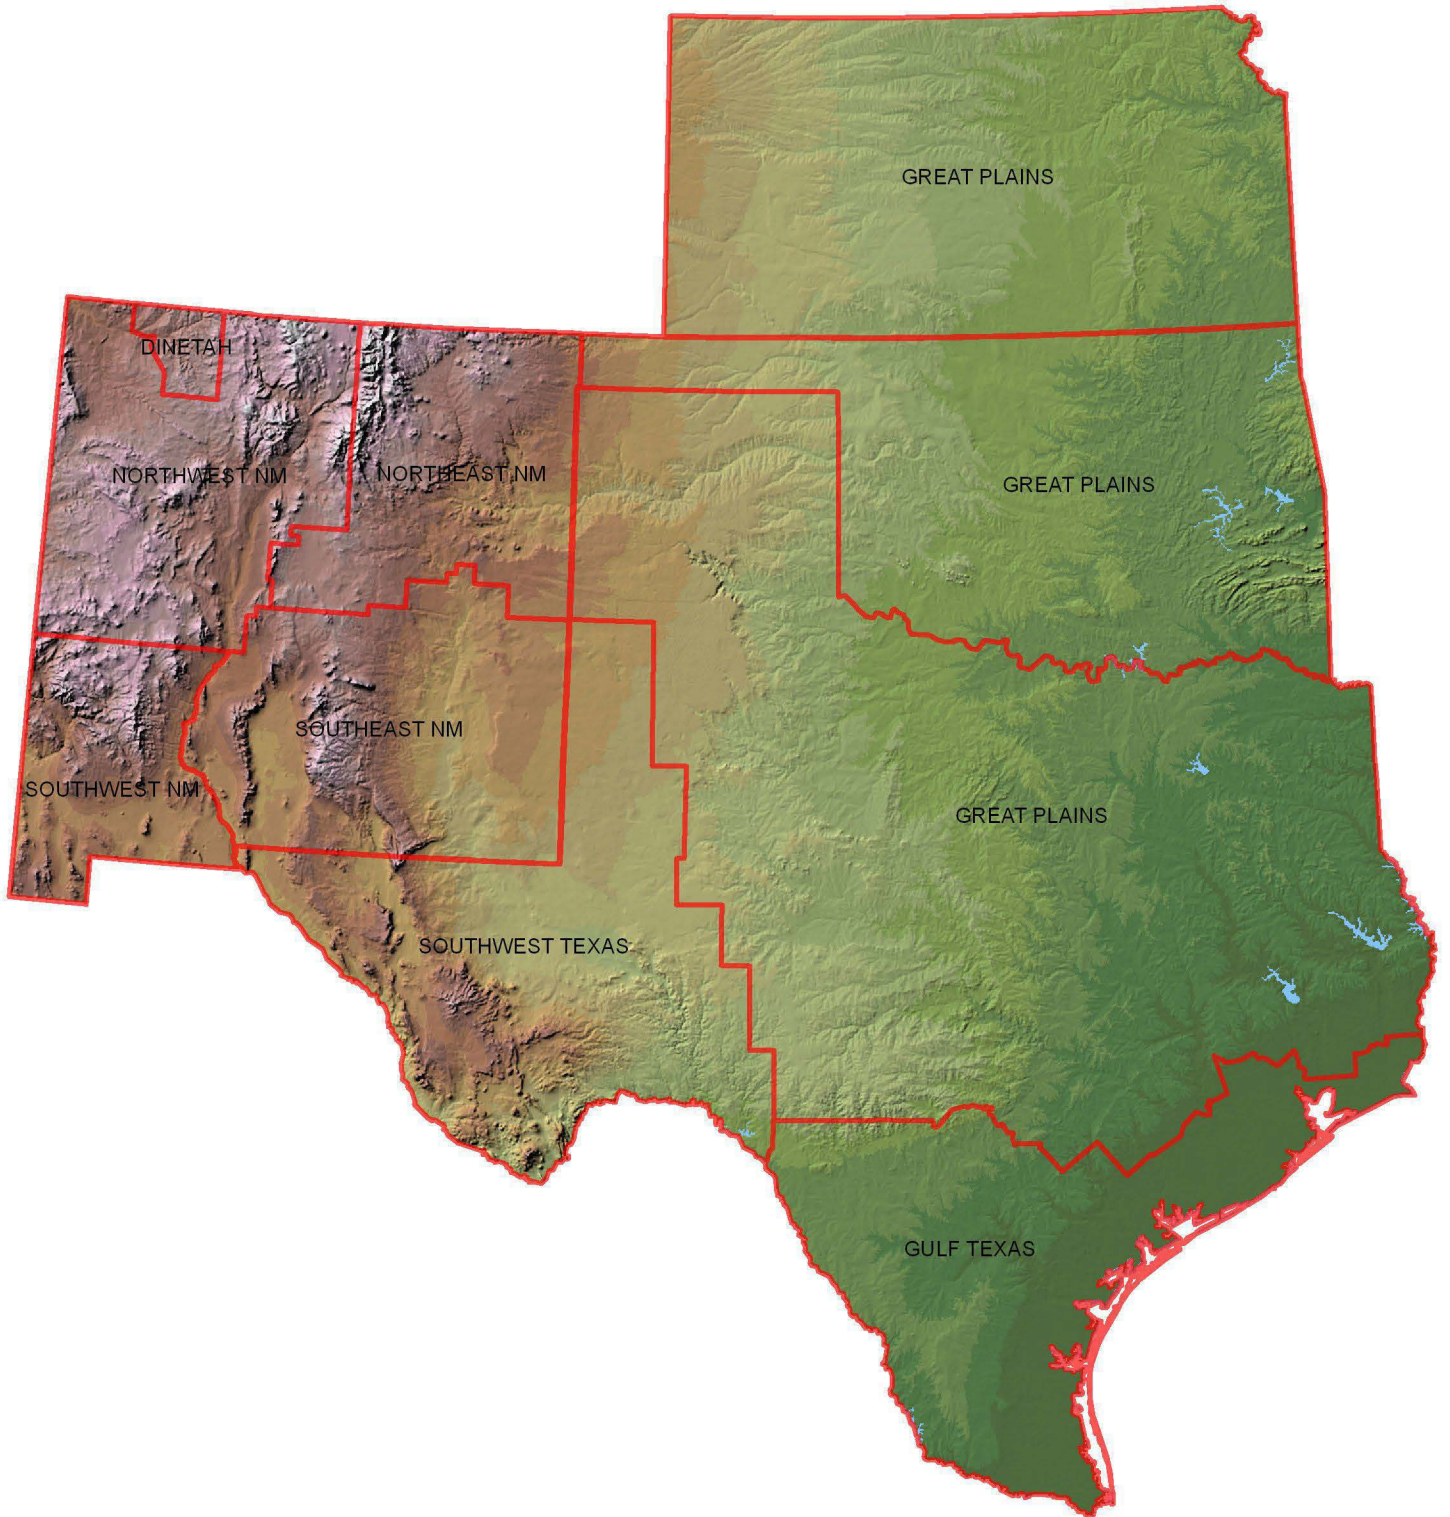 GREAT PLAINS
DINETAH
NORTHWEST NM
NORTHEAST NM
GREAT PLAINS
SOUTHEAST NM
SOUTHWEST NM
GREAT PLAINS
SOUTHWEST TEXAS
GULF TEXAS